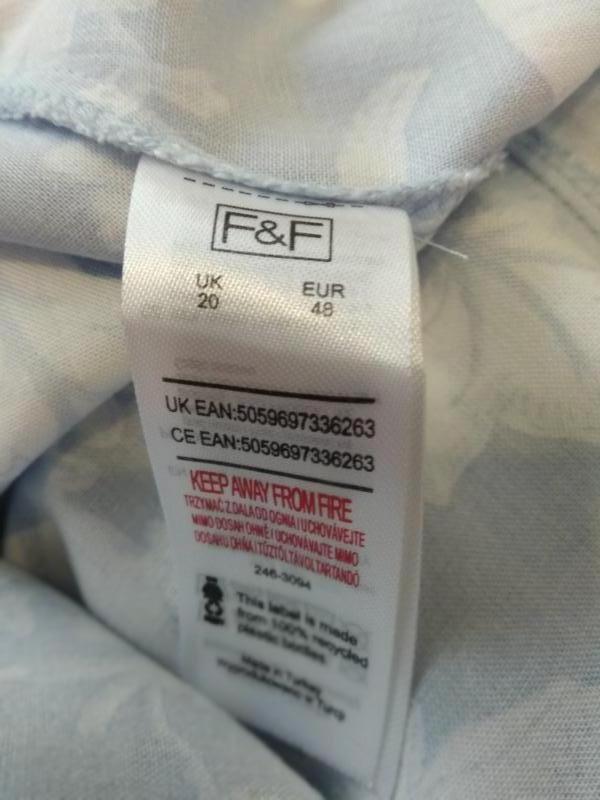 F&F
UK EUR
20 48
UK EAN:5059697336263
CE EAN:5059697336263
KEEP AWAY FROM FIRE
TRZYMAĆ Z DALA OD OGNIA I UCHOVÁVEJTE
MIMO DOSAH OHNĚ I UCHOVÁVAJTE MIMO
DOSAHU OHŇA I TŰZTŐL TÁVOL TARTANDÓ
246-3094
This label is made
from 100% recycled
plastic bottles
Made in Turkey
Wyprodukowano w Turcji